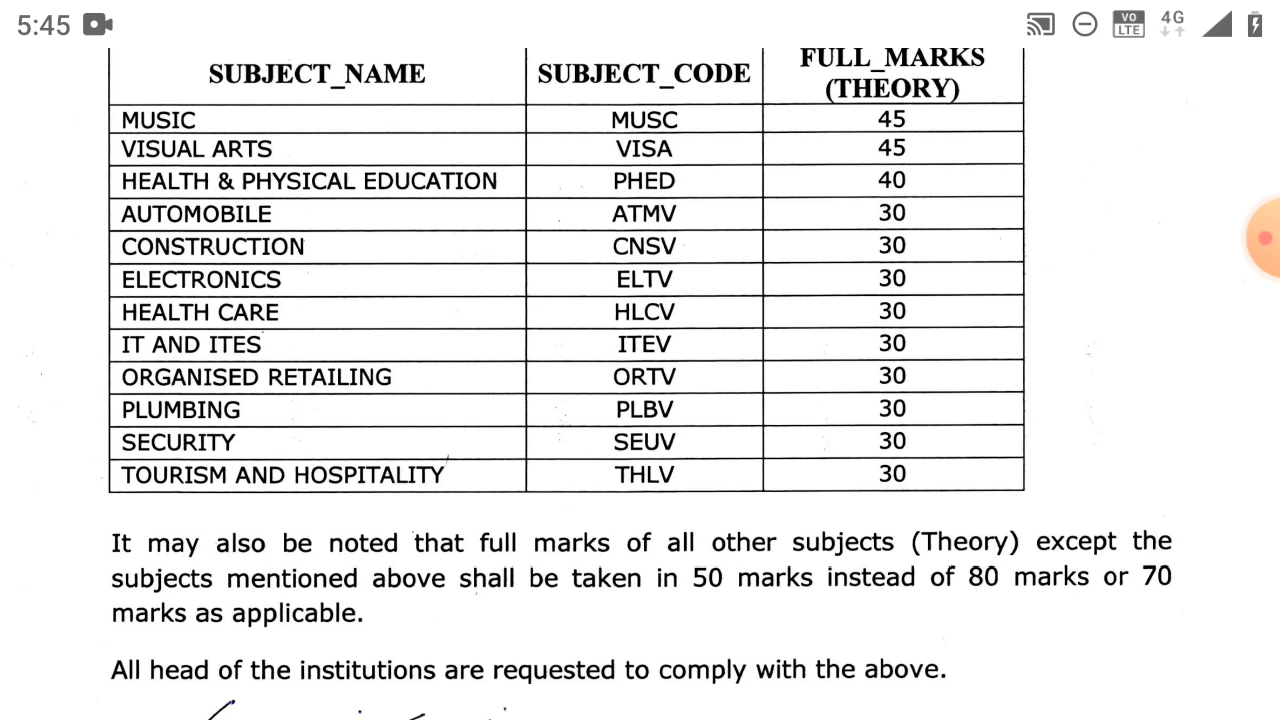 5:45
VO LTE 4G
SUBJECT_NAME SUBJECT_CODE FULL_MARKS (THEORY)
MUSIC MUSC 45
VISUAL ARTS VISA 45
HEALTH & PHYSICAL EDUCATION PHED 40
AUTOMOBILE ATMV 30
CONSTRUCTION CNSV 30
ELECTRONICS ELTV 30
HEALTH CARE HLCV 30
IT AND ITES ITEV 30
ORGANISED RETAILING ORTV 30
PLUMBING PLBV 30
SECURITY SEUV 30
TOURISM AND HOSPITALITY THLV 30
It may also be noted that full marks of all other subjects (Theory) except the
subjects mentioned above shall be taken in 50 marks instead of 80 marks or 70
marks as applicable.
All head of the institutions are requested to comply with the above.